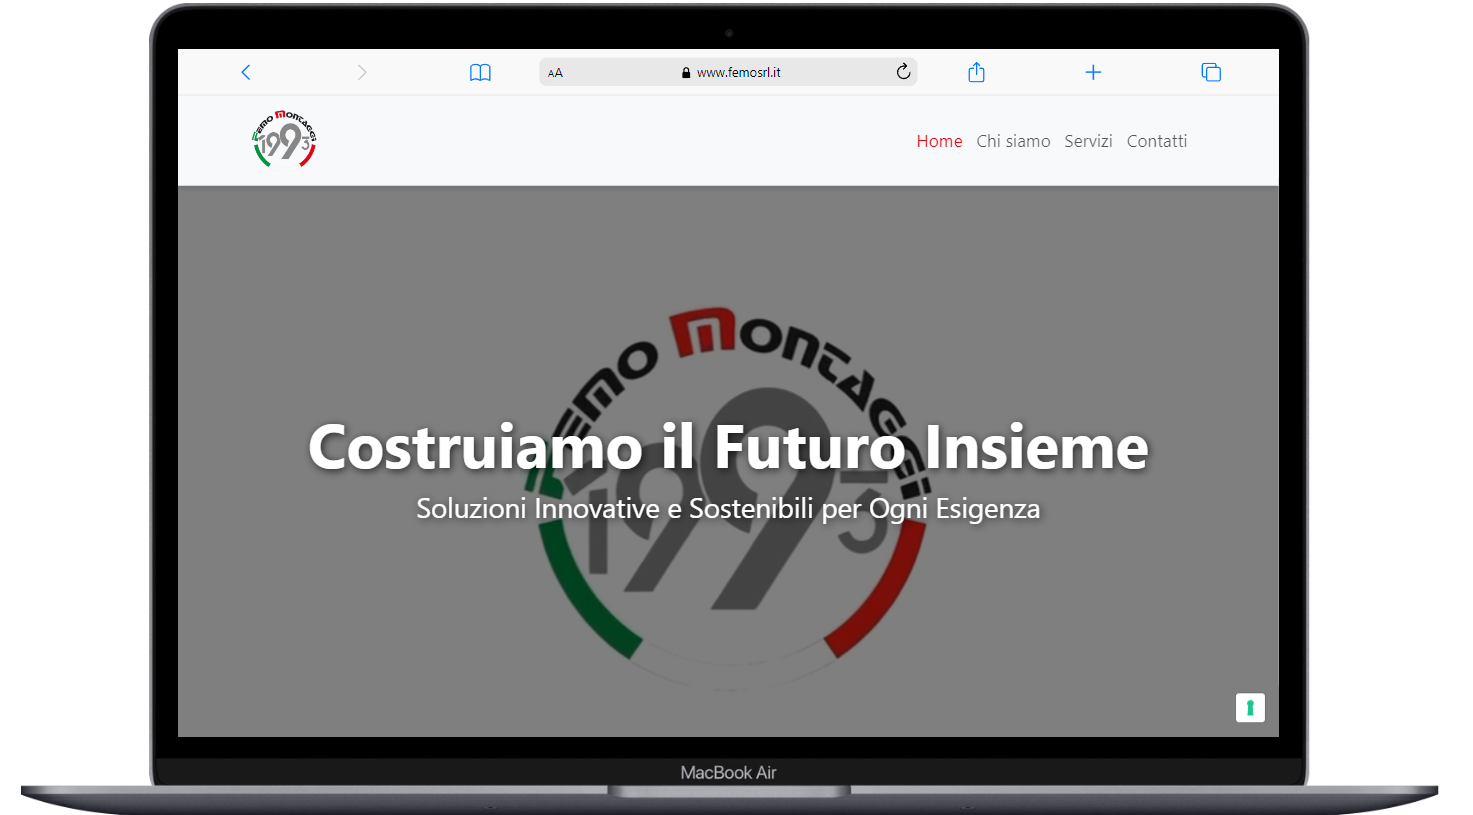 AA
www.femosrl.it
Femo Montaggi
1993
Home Chi siamo Servizi Contatti
Femo Montaggi
1993
Costruiamo il Futuro Insieme
Soluzioni Innovative e Sostenibili per Ogni Esigenza
MacBook Air